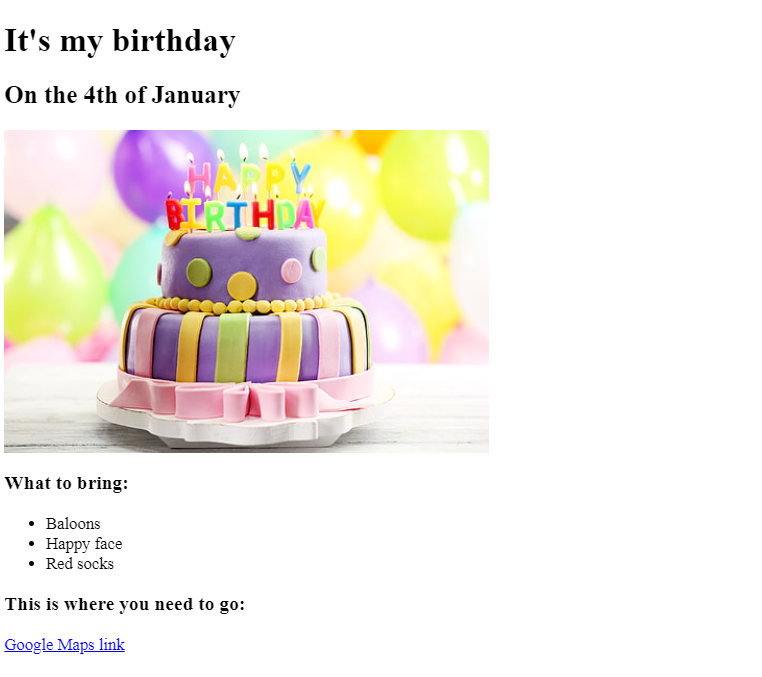 It's my birthday
On the 4th of January
HAPPY
BIRTHDAY
What to bring:
Baloons
Happy face
Red socks
This is where you need to go:
Google Maps link